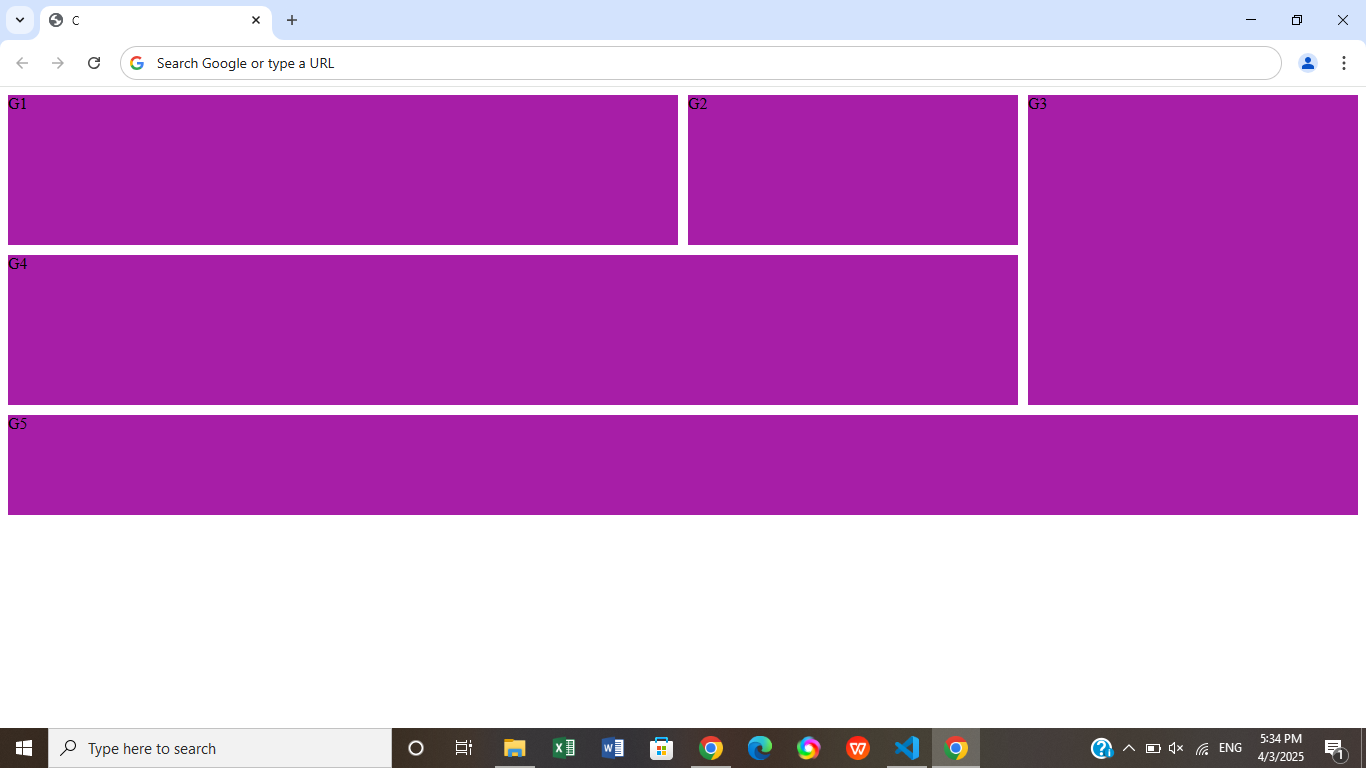 C
Search Google or type a URL
G1
G2
G3
G4
G5
Type here to search
ENG
5:34 PM
4/3/2025
1